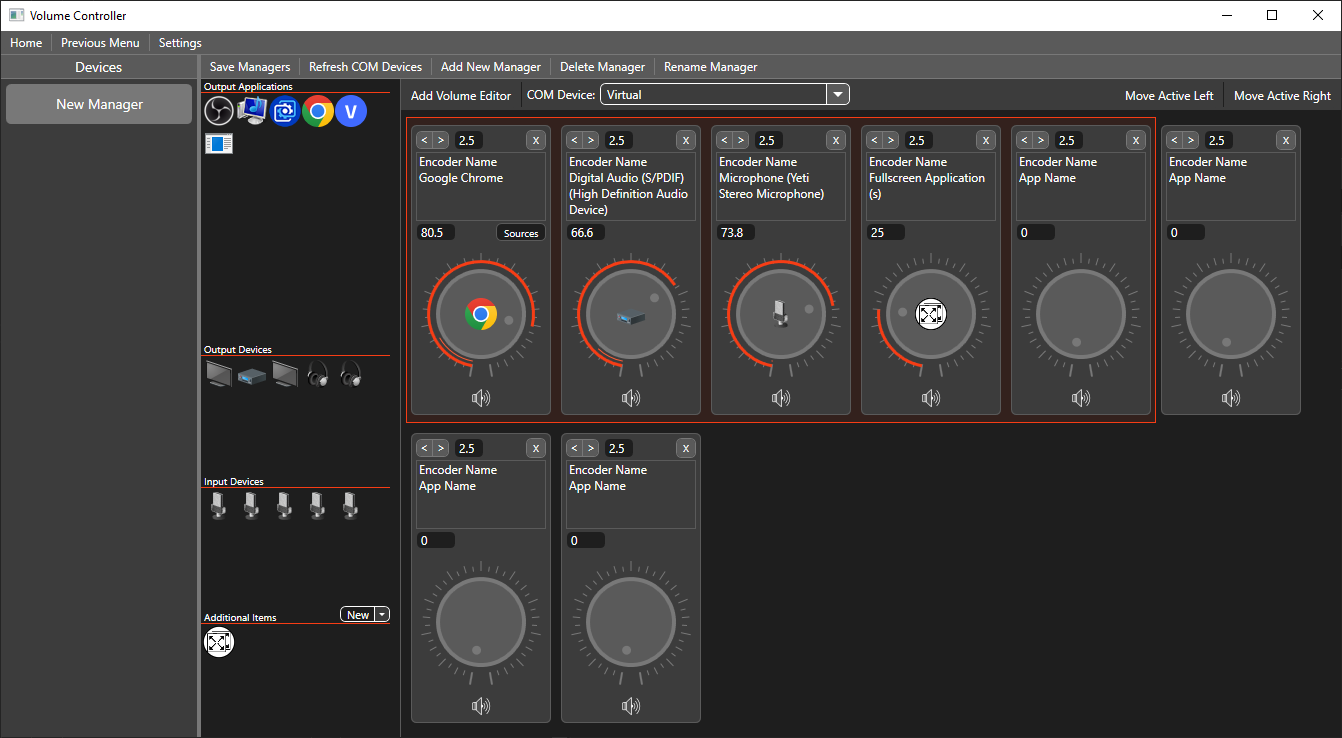 Volume Controller
Home Previous Menu Settings
Devices
Save Managers Refresh COM Devices Add New Manager Delete Manager Rename Manager
New Manager
Output Applications
V
Output Devices
Input Devices
Additional Items New
Add Volume Editor COM Device: Virtual Move Active Left Move Active Right
< > 2.5 X
Encoder Name
Google Chrome
80.5 Sources
< > 2.5 X
Encoder Name
Digital Audio (S/PDIF)
(High Definition Audio
Device)
66.6
< > 2.5 X
Encoder Name
Microphone (Yeti
Stereo Microphone)
73.8
< > 2.5 X
Encoder Name
Fullscreen Application
(s)
25
< > 2.5 X
Encoder Name
App Name
0
< > 2.5 X
Encoder Name
App Name
0
< > 2.5 X
Encoder Name
App Name
0
< > 2.5 X
Encoder Name
App Name
0